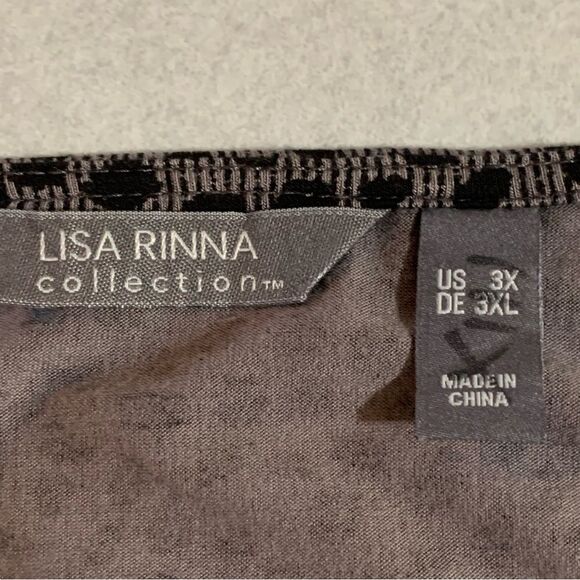 LISA RINNA
collection™
US 3X
DE 3XL
MADE IN
CHINA